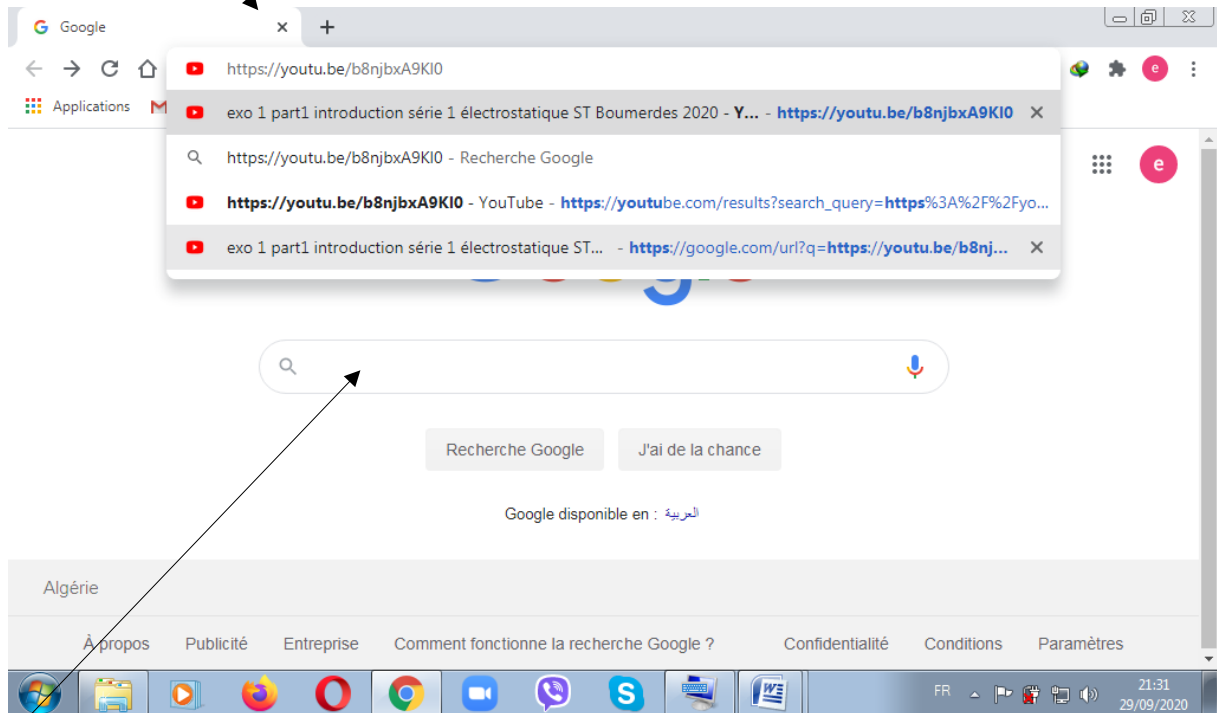 Google
https://youtu.be/b8njbxA9KI0
e
Applications
exo 1 part1 introduction série 1 électrostatique ST Boumerdes 2020 - Y... - https://youtu.be/b8njbxA9KI0
https://youtu.be/b8njbxA9KI0 - Recherche Google
e
https://youtu.be/b8njbxA9KI0 - YouTube - https://youtube.com/results?search_query=https%3A%2F%2Fyo...
exo 1 part1 introduction série 1 électrostatique ST... - https://google.com/url?q=https://youtu.be/b8nj...
Recherche Google
J'ai de la chance
Google disponible en : العربية
Algérie
À propos Publicité Entreprise Comment fonctionne la recherche Google ? Confidentialité Conditions Paramètres
FR 21:31
29/09/2020